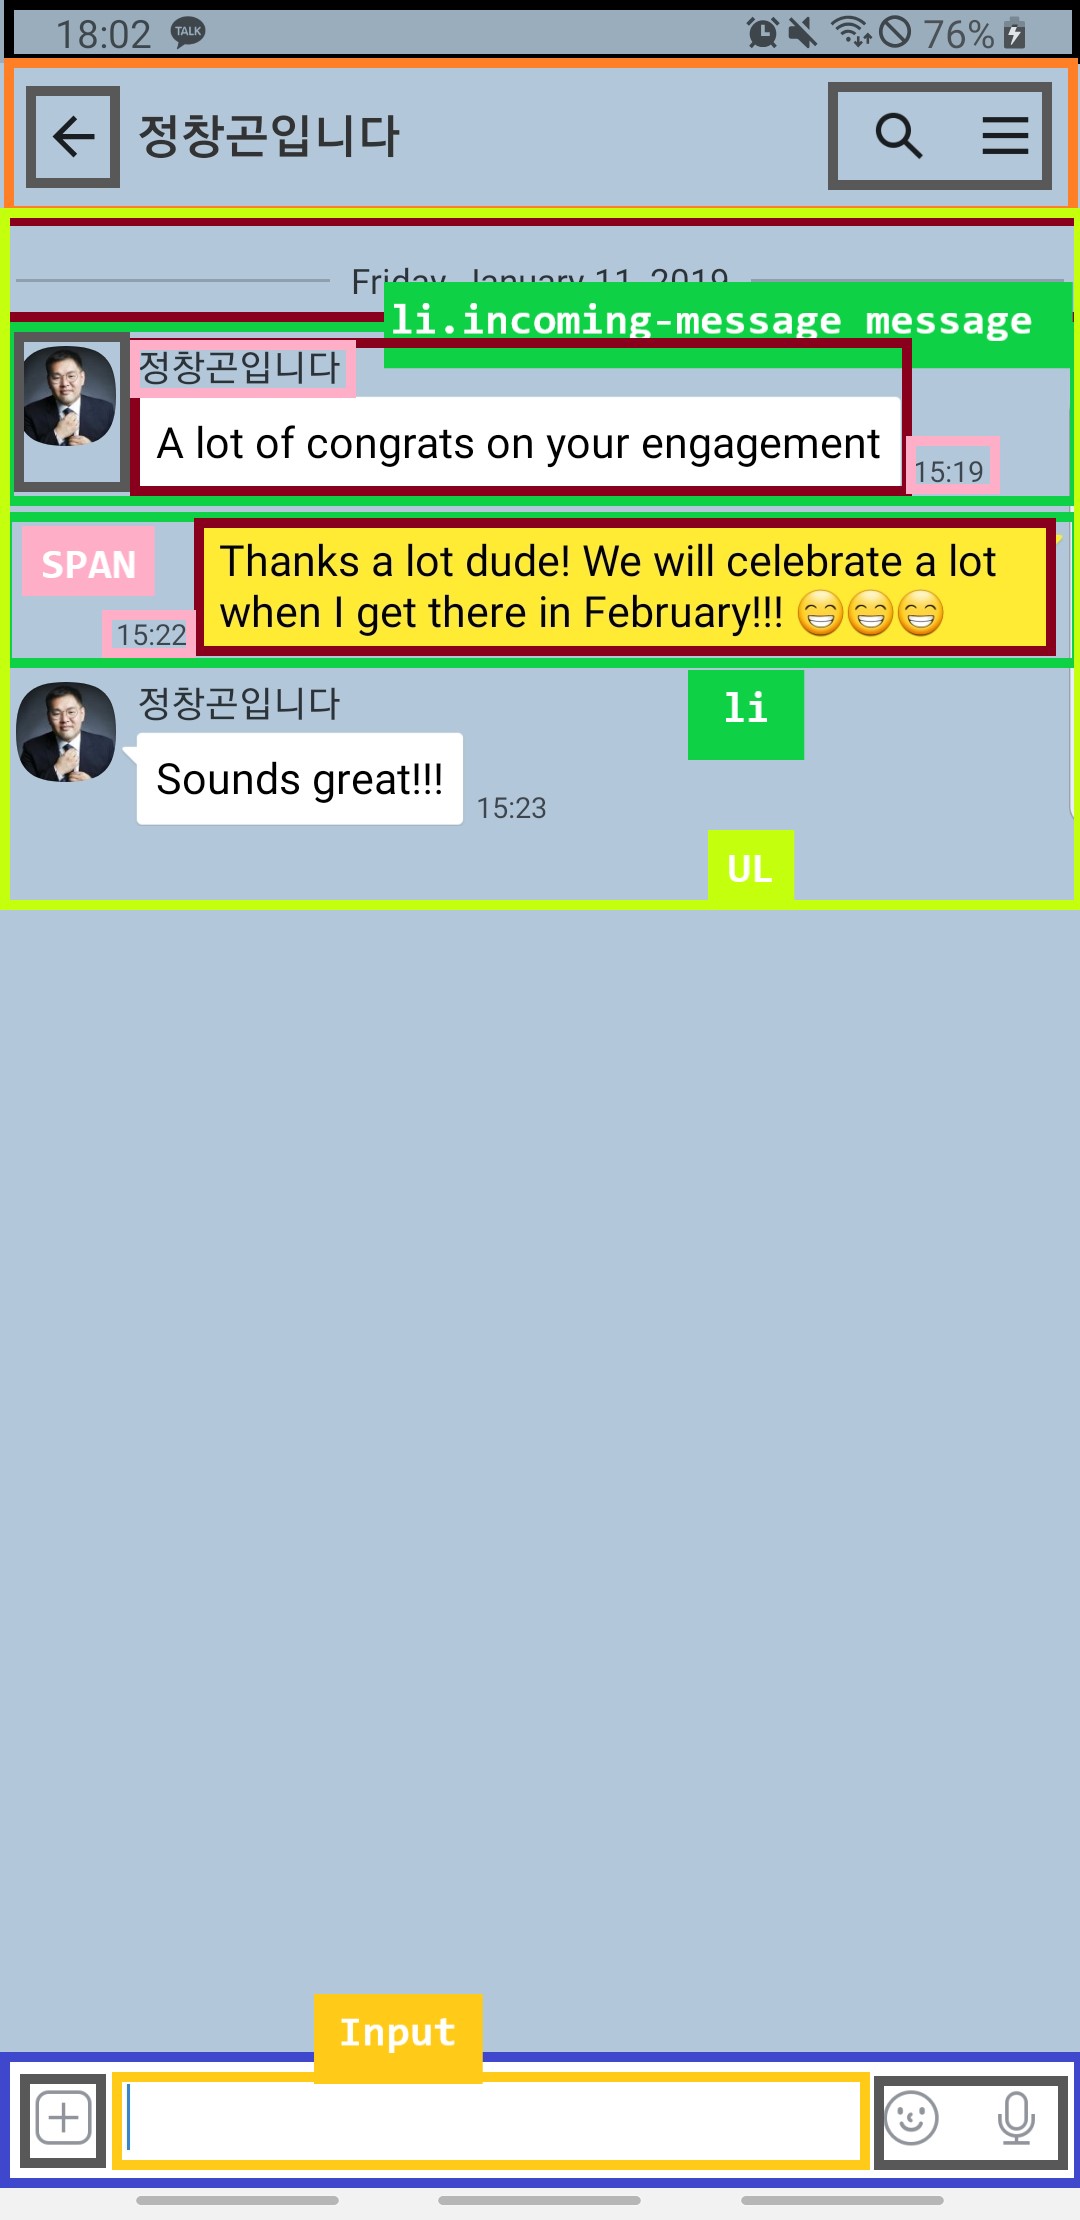 18:02 TALK 76%
정창곤입니다
Friday, January 11, 2019
li.incoming-message message
정창곤입니다
A lot of congrats on your engagement
15:19
SPAN
Thanks a lot dude! We will celebrate a lot
when I get there in February!!! 😁😁😁
15:22
정창곤입니다
li
Sounds great!!!
15:23
UL
Input